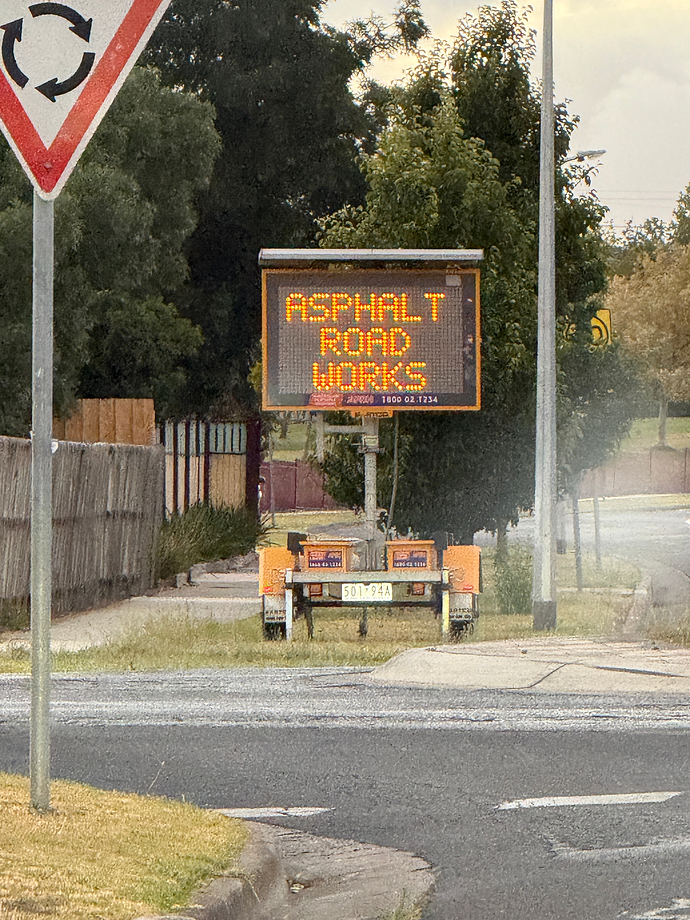 ASPHALT
ROAD
WORKS
1800 02 1234
501·94A